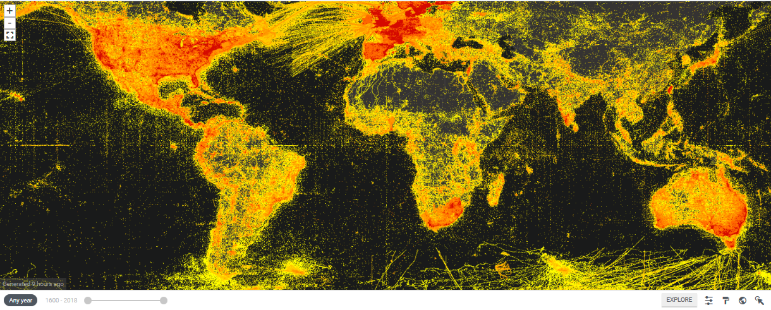 +
-
Generated 9 hours ago
Any year
1600 - 2018
EXPLORE